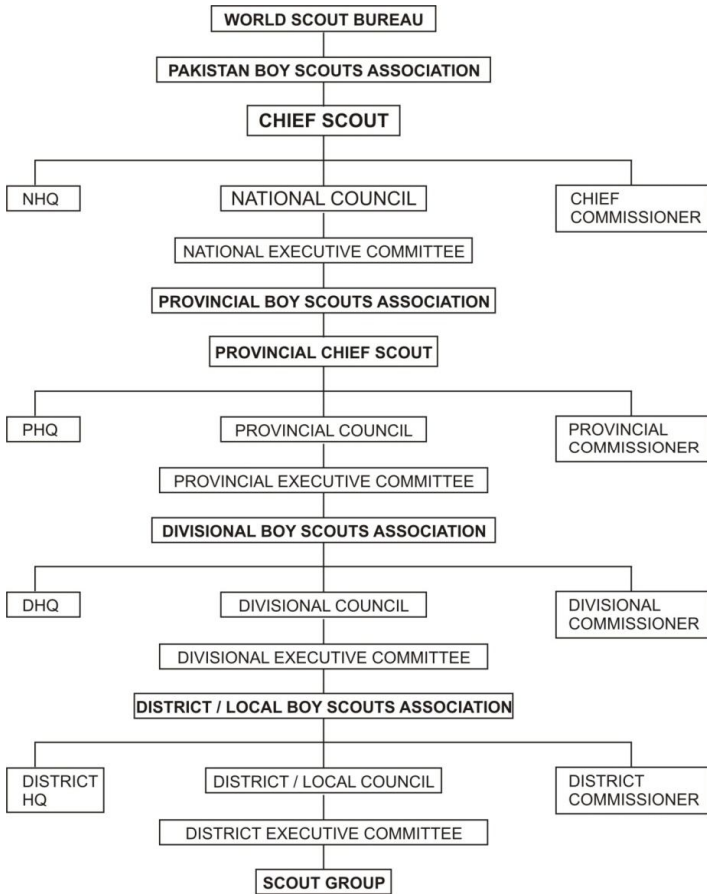 WORLD SCOUT BUREAU
PAKISTAN BOY SCOUTS ASSOCIATION
CHIEF SCOUT
NHQ
NATIONAL COUNCIL
CHIEF
COMMISSIONER
NATIONAL EXECUTIVE COMMITTEE
PROVINCIAL BOY SCOUTS ASSOCIATION
PROVINCIAL CHIEF SCOUT
PHQ
PROVINCIAL COUNCIL
PROVINCIAL
COMMISSIONER
PROVINCIAL EXECUTIVE COMMITTEE
DIVISIONAL BOY SCOUTS ASSOCIATION
DHQ
DIVISIONAL COUNCIL
DIVISIONAL
COMMISSIONER
DIVISIONAL EXECUTIVE COMMITTEE
DISTRICT / LOCAL BOY SCOUTS ASSOCIATION
DISTRICT
HQ
DISTRICT / LOCAL COUNCIL
DISTRICT
COMMISSIONER
DISTRICT EXECUTIVE COMMITTEE
SCOUT GROUP